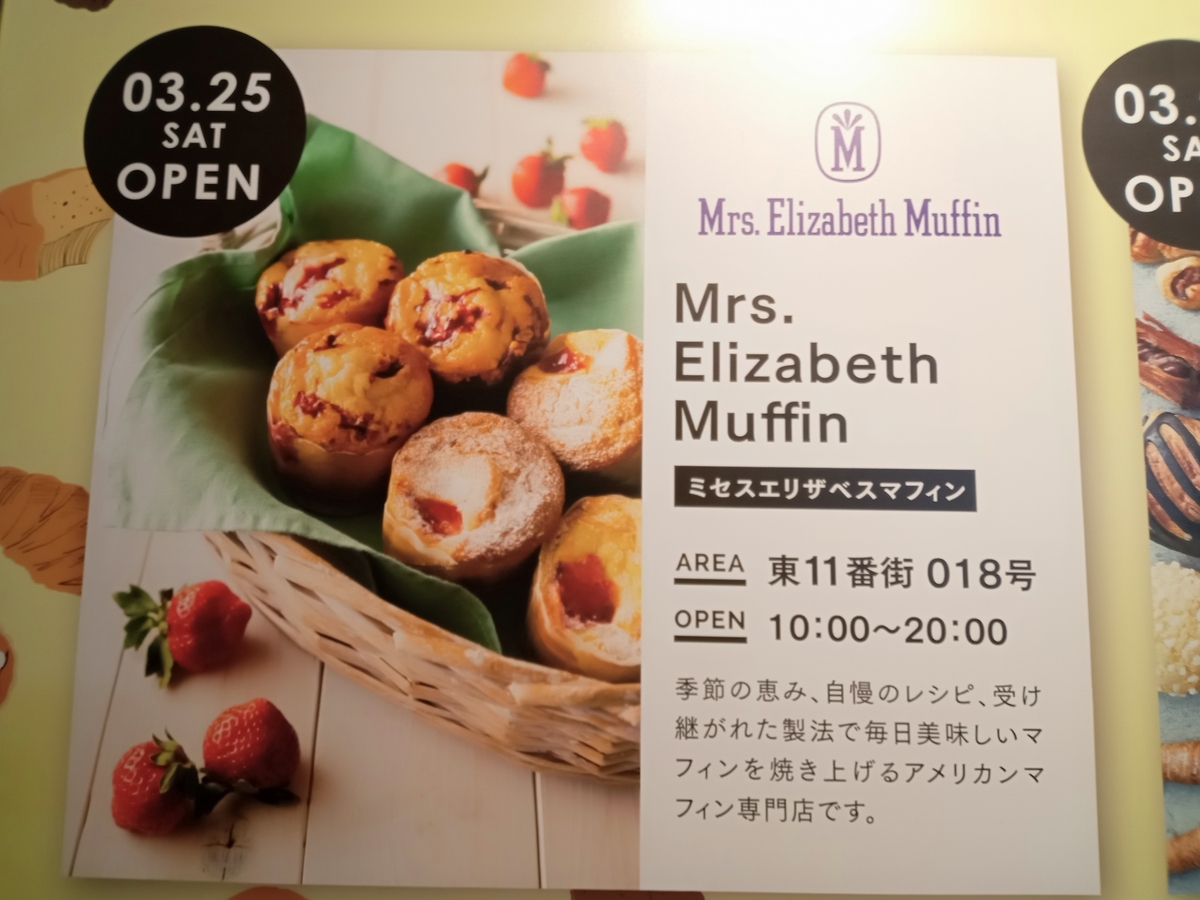 03.25
SAT
OPEN
M
Mrs. Elizabeth Muffin
Mrs.
Elizabeth
Muffin
ミセスエリザベスマフィン
AREA 東11番街 018号
OPEN 10:00〜20:00
季節の恵み、自慢のレシピ、受け
継がれた製法で毎日美味しいマ
フィンを焼き上げるアメリカンマ
フィン専門店です。
03.
SA
OP